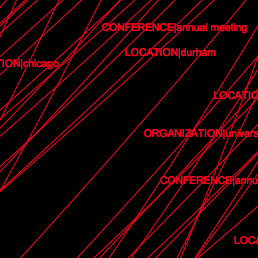 CONFERENCE|annual meeting
LOCATION|durham
TION|chicago
LOCATIO
ORGANIZATION|univers
CONFERENCE|annu
LOCA